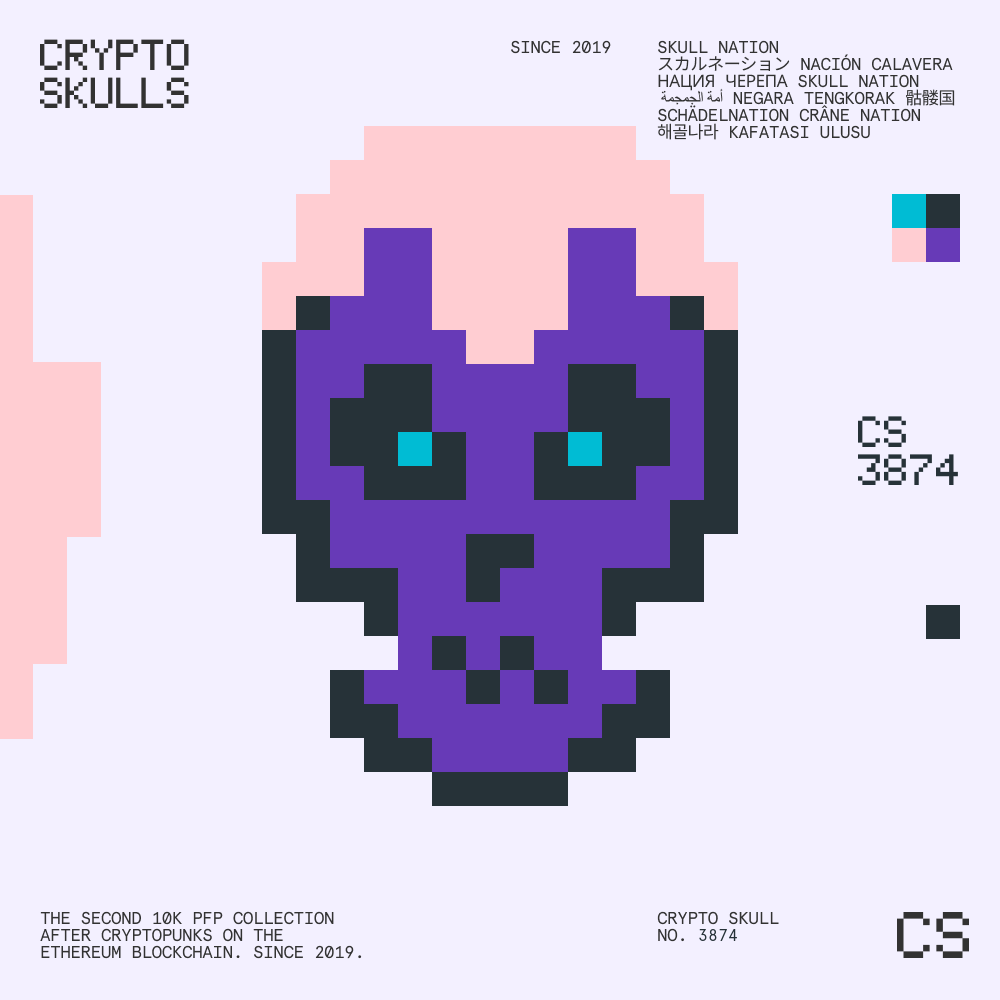 CRYPTO
SKULLS
SINCE 2019
SKULL NATION
スカルネーション NACIÓN CALAVERA
НАЦИЯ ЧЕРЕПА SKULL NATION
أمة الجمجمة NEGARA TENGKORAK 骷髅国
SCHÄDELNATION CRÂNE NATION
해골나라 KAFATASI ULUSU
CS
3874
THE SECOND 10K PFP COLLECTION
AFTER CRYPTOPUNKS ON THE
ETHEREUM BLOCKCHAIN. SINCE 2019.
CRYPTO SKULL
NO. 3874
CS